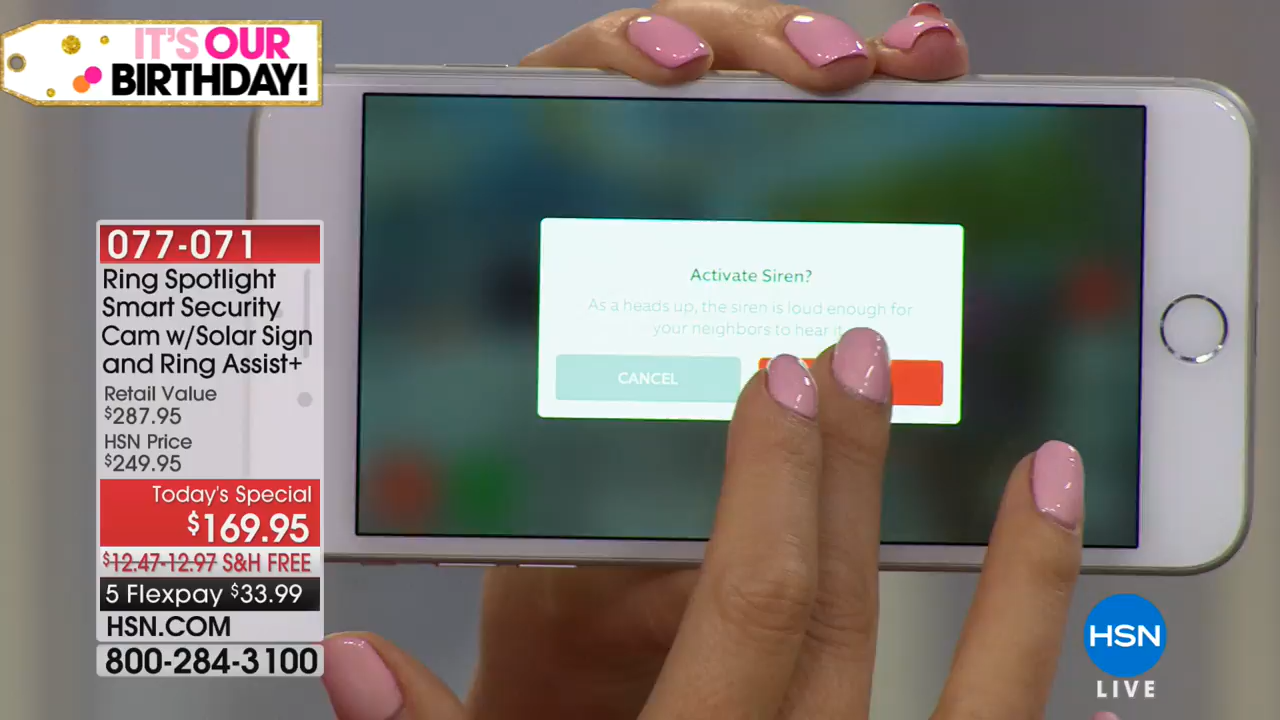 IT'S OUR
BIRTHDAY!
077-071
Ring Spotlight
Smart Security
Cam w/Solar Sign
and Ring Assist+
Retail Value
$287.95
HSN Price
$249.95
Today's Special
$169.95
$12.47-12.97 S&H FREE
5 Flexpay $33.99
HSN.COM
800-284-3100
Activate Siren?
As a heads up, the siren is loud enough for
your neighbors to hear it
CANCEL
HSN
LIVE